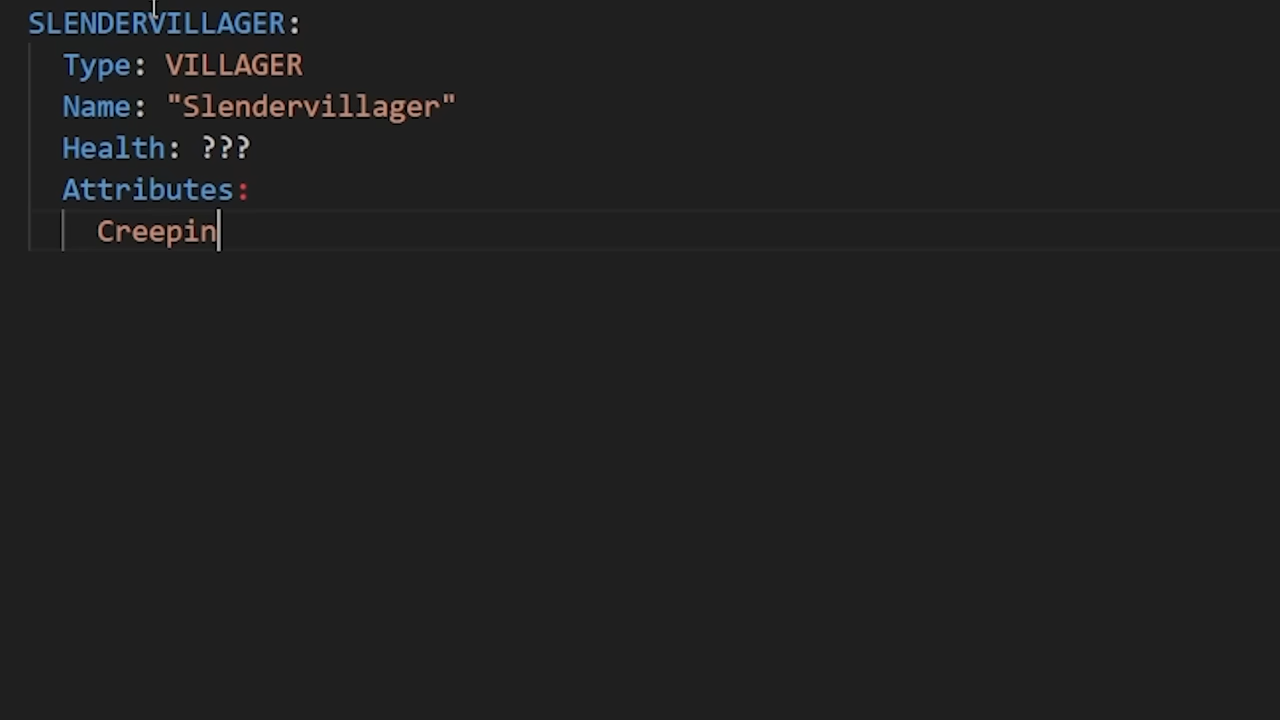 SLENDERVILLAGER:
Type: VILLAGER
Name: "Slendervillager"
Health: ???
Attributes:
Creepin